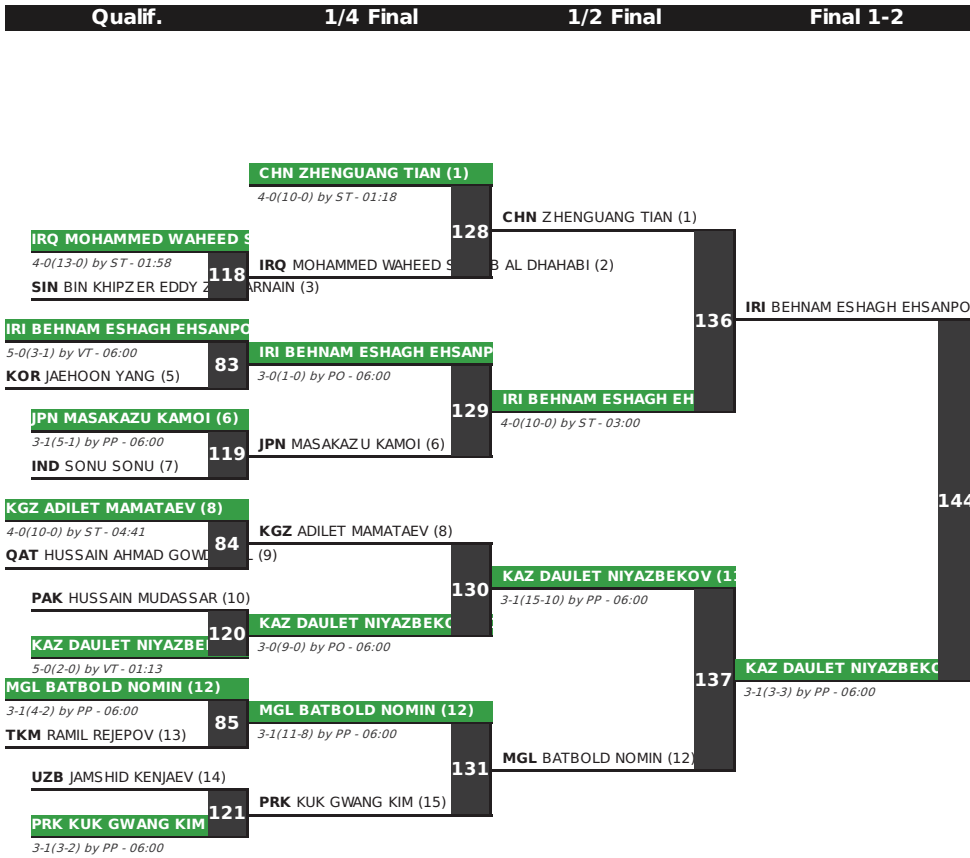 Qualif. 1/4 Final 1/2 Final Final 1-2
CHN ZHENGUANG TIAN (1)
4-0(10-0) by ST - 01:18
128
CHN ZHENGUANG TIAN (1)
IRQ MOHAMMED WAHEED
4-0(13-0) by ST - 01:58
118
SIN BIN KHIPZER EDDY ARNAIN (3)
IRQ MOHAMMED WAHEED AL DHAHABI (2)
136
IRI BEHNAM ESHAGH EHSANPO
IRI BEHNAM ESHAGH EHSANPO
5-0(3-1) by VT - 06:00
83
KOR JAEHOON YANG (5)
IRI BEHNAM ESHAGH EHSANP
3-0(1-0) by PO - 06:00
129
IRI BEHNAM ESHAGH EH
4-0(10-0) by ST - 03:00
JPN MASAKAZU KAMOI (6)
3-1(5-1) by PP - 06:00
119
IND SONU SONU (7)
JPN MASAKAZU KAMOI (6)
144
KGZ ADILET MAMATAEV (8)
4-0(10-0) by ST - 04:41
84
QAT HUSSAIN AHMAD (9)
KGZ ADILET MAMATAEV (8)
130
KAZ DAULET NIYAZBEKOV (11
3-1(15-10) by PP - 06:00
PAK HUSSAIN MUDASSAR (10)
120
KAZ DAULET NIYAZBE
5-0(2-0) by VT - 01:13
KAZ DAULET NIYAZBEKO
3-0(9-0) by PO - 06:00
137
KAZ DAULET NIYAZBEKO
3-1(3-3) by PP - 06:00
MGL BATBOLD NOMIN (12)
3-1(4-2) by PP - 06:00
85
TKM RAMIL REJEPOV (13)
MGL BATBOLD NOMIN (12)
3-1(11-8) by PP - 06:00
131
MGL BATBOLD NOMIN (12)
UZB JAMSHID KENJAEV (14)
121
PRK KUK GWANG KIM
3-1(3-2) by PP - 06:00
PRK KUK GWANG KIM (15)